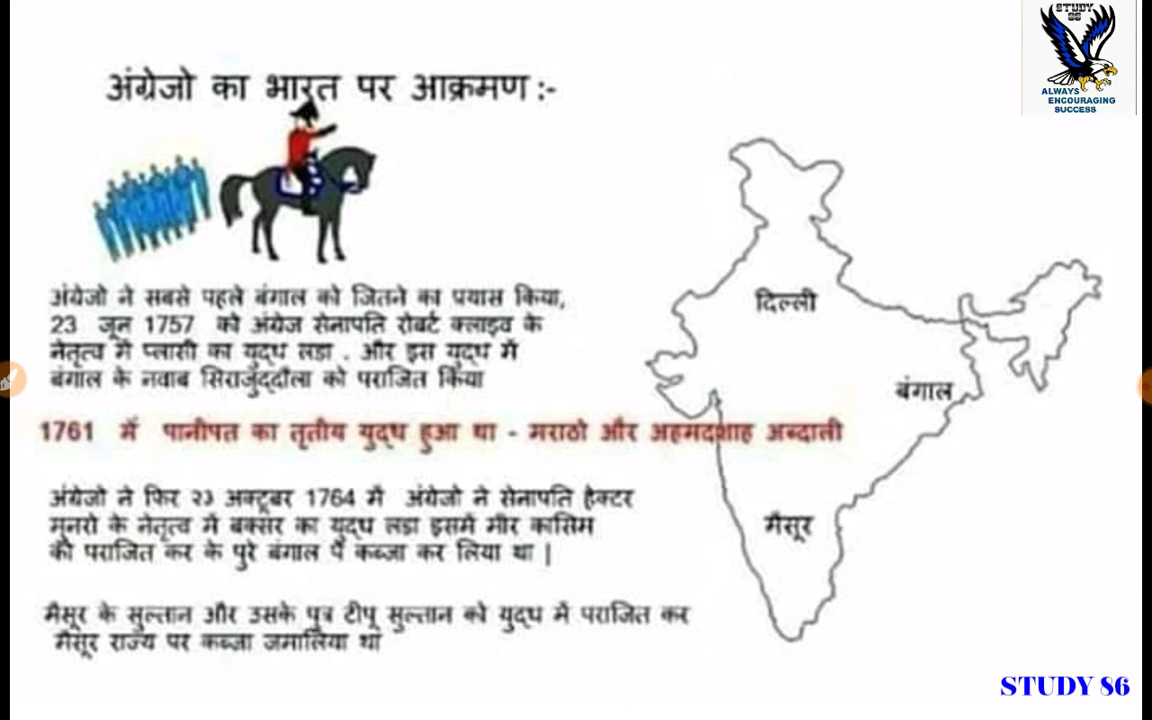 STUDY
86
ALWAYS
ENCOURAGING
SUCCESS
अंग्रेजो का भारत पर आक्रमण :-
अंग्रेजो ने सबसे पहले बंगाल को जितने का प्रयास किया,
23 जून 1757 को अंग्रेज सेनापति रोबर्ट क्लाइव के
नेतृत्व में प्लासी का युद्ध लडा . और इस युद्ध में
बंगाल के नवाब सिराजुद्दौला को पराजित किया
1761 में पानीपत का तृतीय युद्ध हुआ था - मराठो और अहमदशाह अब्दाली
अंग्रेजो ने फिर २३ अक्टूबर 1764 में अंग्रेजो ने सेनापति हैक्टर
मुनरो के नेतृत्व में बक्सर का युद्ध लडा इसमें मीर कासिम
को पराजित कर के पुरे बंगाल पे कब्जा कर लिया था |
मैसूर के सुल्तान और उसके पुत्र टीपू सुल्तान को युद्ध में पराजित कर
मैसूर राज्य पर कब्जा जमालिया था
दिल्ली
बंगाल
मैसूर
STUDY 86